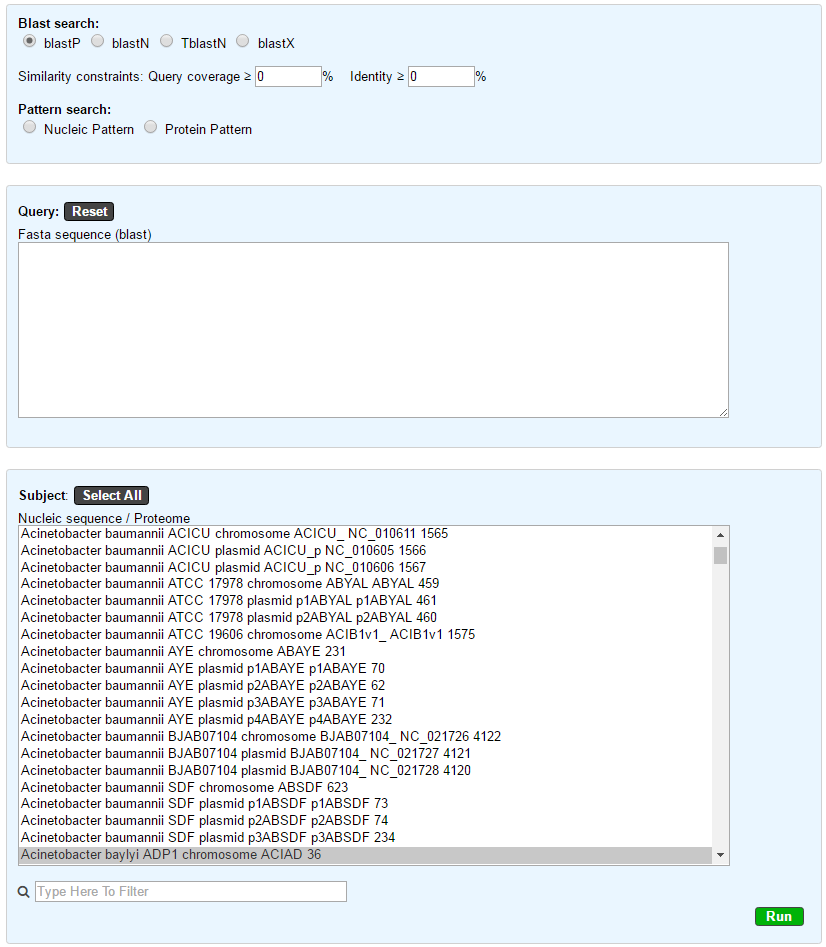 Blast search:
blastP blastN TblastN blastX
Similarity constraints: Query coverage ≥ 0 % Identity ≥ 0 %
Pattern search:
Nucleic Pattern Protein Pattern
Query: Reset
Fasta sequence (blast)
Subject: Select All
Nucleic sequence / Proteome
Acinetobacter baumannii ACICU chromosome ACICU_ NC_010611 1565
Acinetobacter baumannii ACICU plasmid ACICU_p NC_010605 1566
Acinetobacter baumannii ACICU plasmid ACICU_p NC_010606 1567
Acinetobacter baumannii ATCC 17978 chromosome ABYAL ABYAL 459
Acinetobacter baumannii ATCC 17978 plasmid p1ABYAL p1ABYAL 461
Acinetobacter baumannii ATCC 17978 plasmid p2ABYAL p2ABYAL 460
Acinetobacter baumannii ATCC 19606 chromosome ACIB1v1_ ACIB1v1 1575
Acinetobacter baumannii AYE chromosome ABAYE 231
Acinetobacter baumannii AYE plasmid p1ABAYE p1ABAYE 70
Acinetobacter baumannii AYE plasmid p2ABAYE p2ABAYE 62
Acinetobacter baumannii AYE plasmid p3ABAYE p3ABAYE 71
Acinetobacter baumannii AYE plasmid p4ABAYE p4ABAYE 232
Acinetobacter baumannii BJAB07104 chromosome BJAB07104_ NC_021726 4122
Acinetobacter baumannii BJAB07104 plasmid BJAB07104_ NC_021727 4121
Acinetobacter baumannii BJAB07104 plasmid BJAB07104_ NC_021728 4120
Acinetobacter baumannii SDF chromosome ABSDF 623
Acinetobacter baumannii SDF plasmid p1ABSDF p1ABSDF 73
Acinetobacter baumannii SDF plasmid p2ABSDF p2ABSDF 74
Acinetobacter baumannii SDF plasmid p3ABSDF p3ABSDF 234
Acinetobacter baylyi ADP1 chromosome ACIAD 36
Type Here To Filter
Run